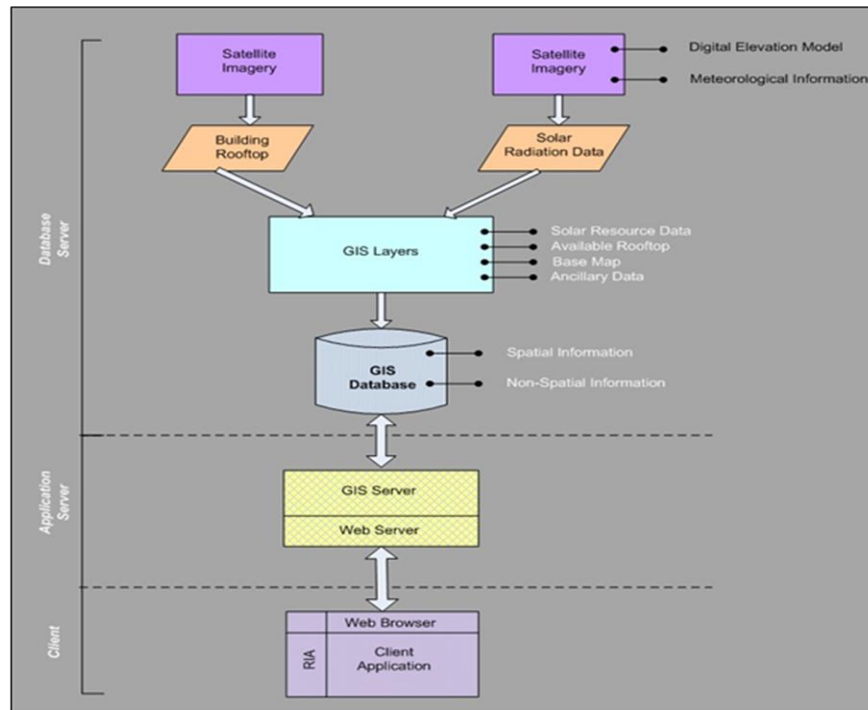 Satellite
Imagery
Satellite
Imagery
Digital Elevation Model
Meteorological Information
Building
Rooftop
Solar
Radiation Data
Database
Server
GIS Layers
Solar Resource Data
Available Rooftop
Base Map
Ancillary Data
GIS
Database
Spatial Information
Non-Spatial Information
Application
Server
GIS Server
Web Server
Client
Web Browser
RIA
Client
Application